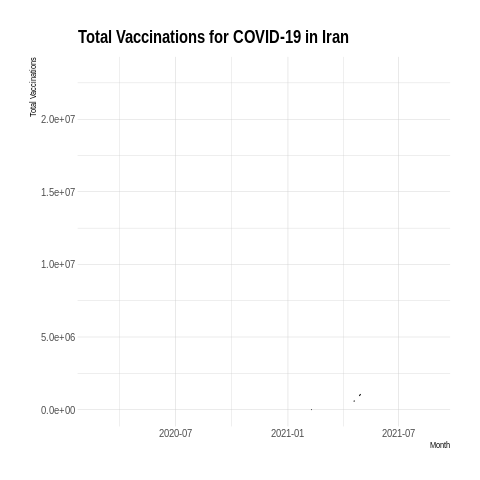 Total Vaccinations for COVID-19 in Iran
Total Vaccinations
2.0e+07
1.5e+07
1.0e+07
5.0e+06
0.0e+00
2020-07
2021-01
2021-07
Month